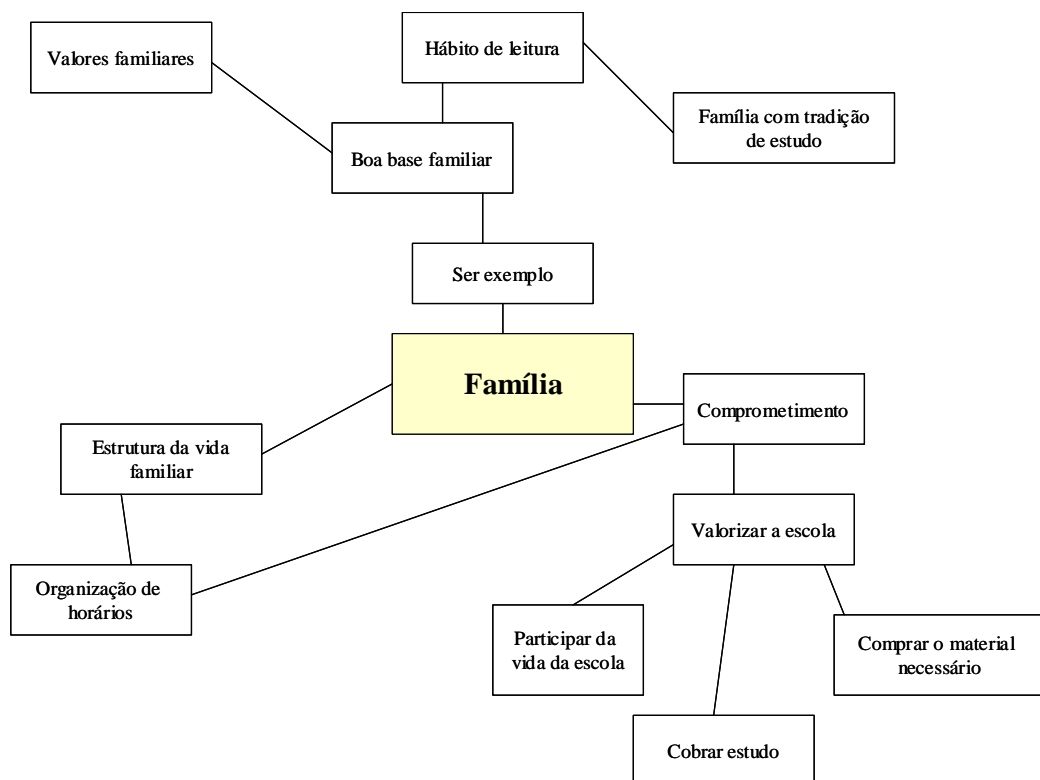 Valores familiares
Hábito de leitura
Família com tradição
de estudo
Boa base familiar
Ser exemplo
Família
Comprometimento
Estrutura da vida
familiar
Valorizar a escola
Organização de
horários
Participar da
vida da escola
Comprar o material
necessário
Cobrar estudo